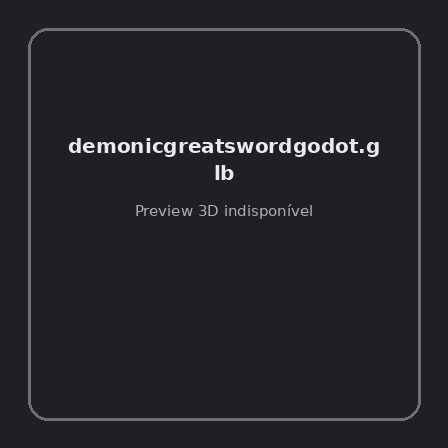 demonicgreatswordgodot.g
lb
Preview 3D indisponível